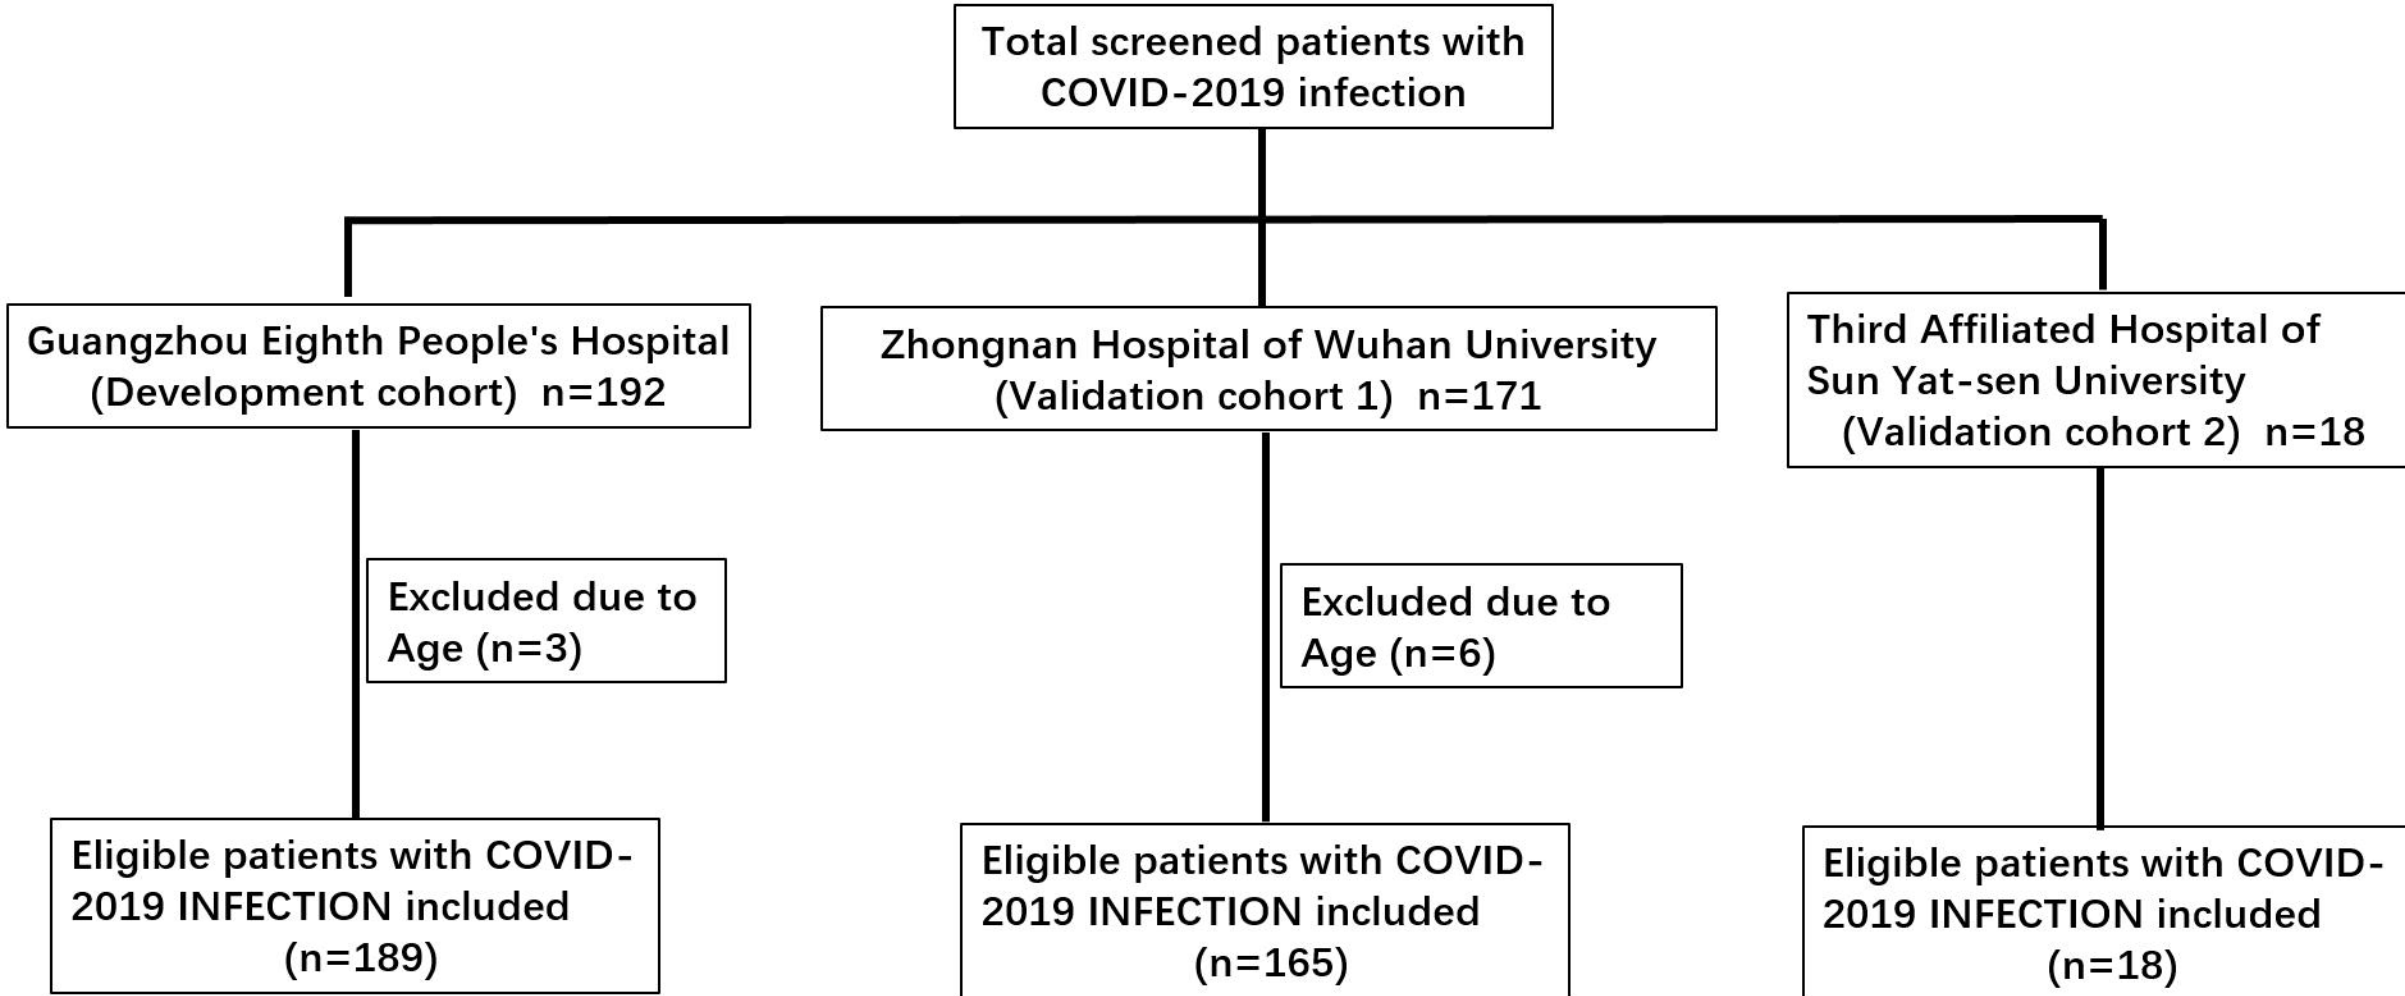 Total screened patients with
COVID-2019 infection
Guangzhou Eighth People's Hospital
(Development cohort) n=192
Zhongnan Hospital of Wuhan University
(Validation cohort 1) n=171
Third Affiliated Hospital of
Sun Yat-sen University
(Validation cohort 2) n=18
Excluded due to
Age (n=3)
Excluded due to
Age (n=6)
Eligible patients with COVID-
2019 INFECTION included
(n=189)
Eligible patients with COVID-
2019 INFECTION included
(n=165)
Eligible patients with COVID-
2019 INFECTION included
(n=18)